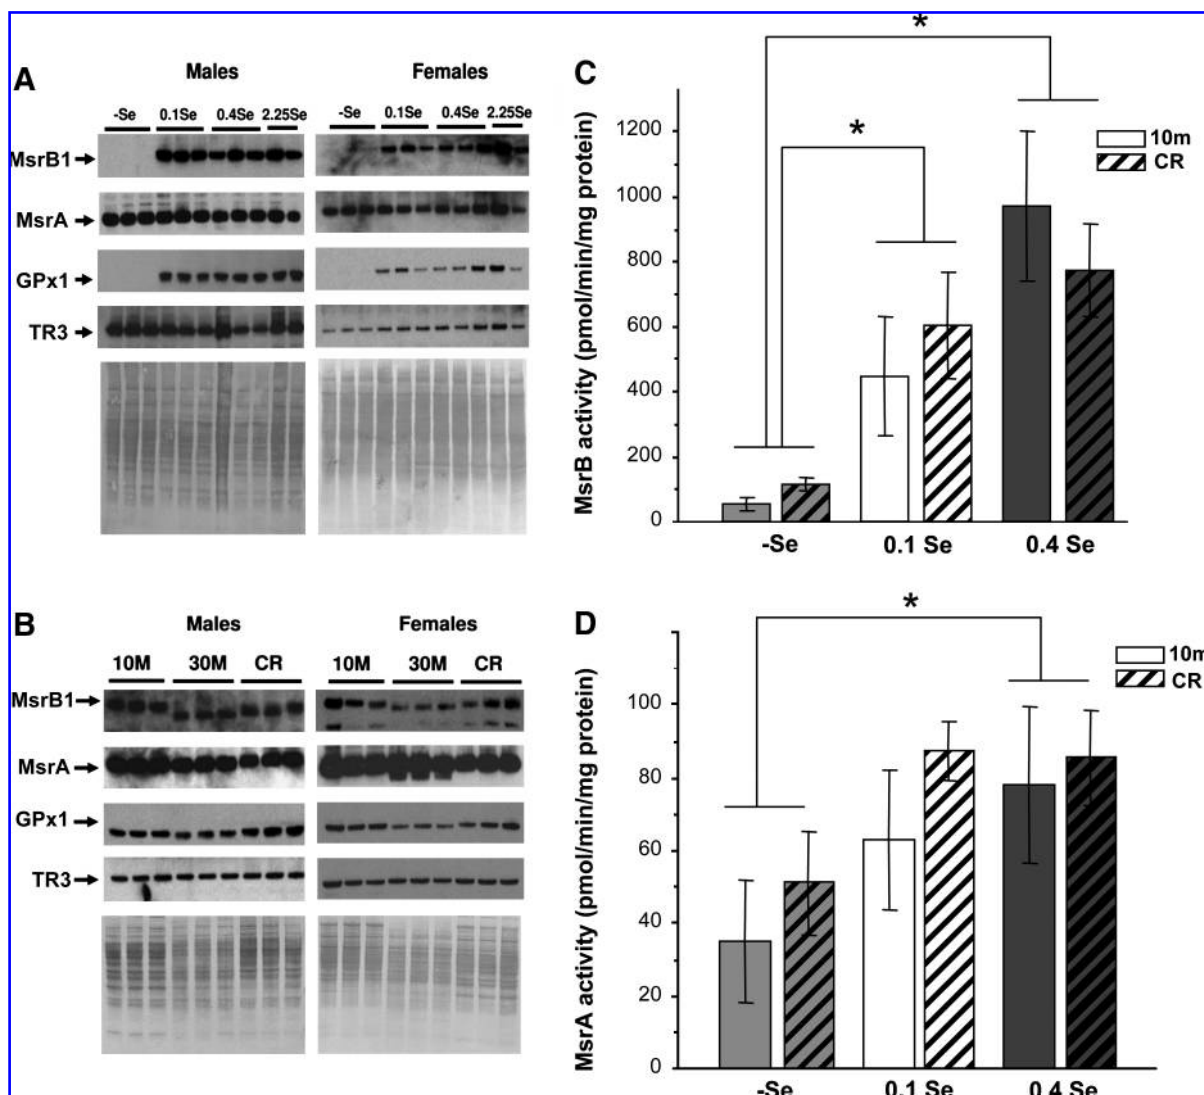 A
Males
Females
-Se 0.1Se 0.4Se 2.25Se
-Se 0.1Se 0.4Se 2.25Se
MsrB1
MsrA
GPx1
TR3
B
Males
Females
10M 30M CR
10M 30M CR
MsrB1
MsrA
GPx1
TR3
C
*
*
1200
1000
800
600
400
200
0
MsrB activity (pmol/min/mg protein)
10m
CR
-Se 0.1 Se 0.4 Se
D
*
100
80
60
40
20
0
MsrA activity (pmol/min/mg protein)
10m
CR
-Se 0.1 Se 0.4 Se